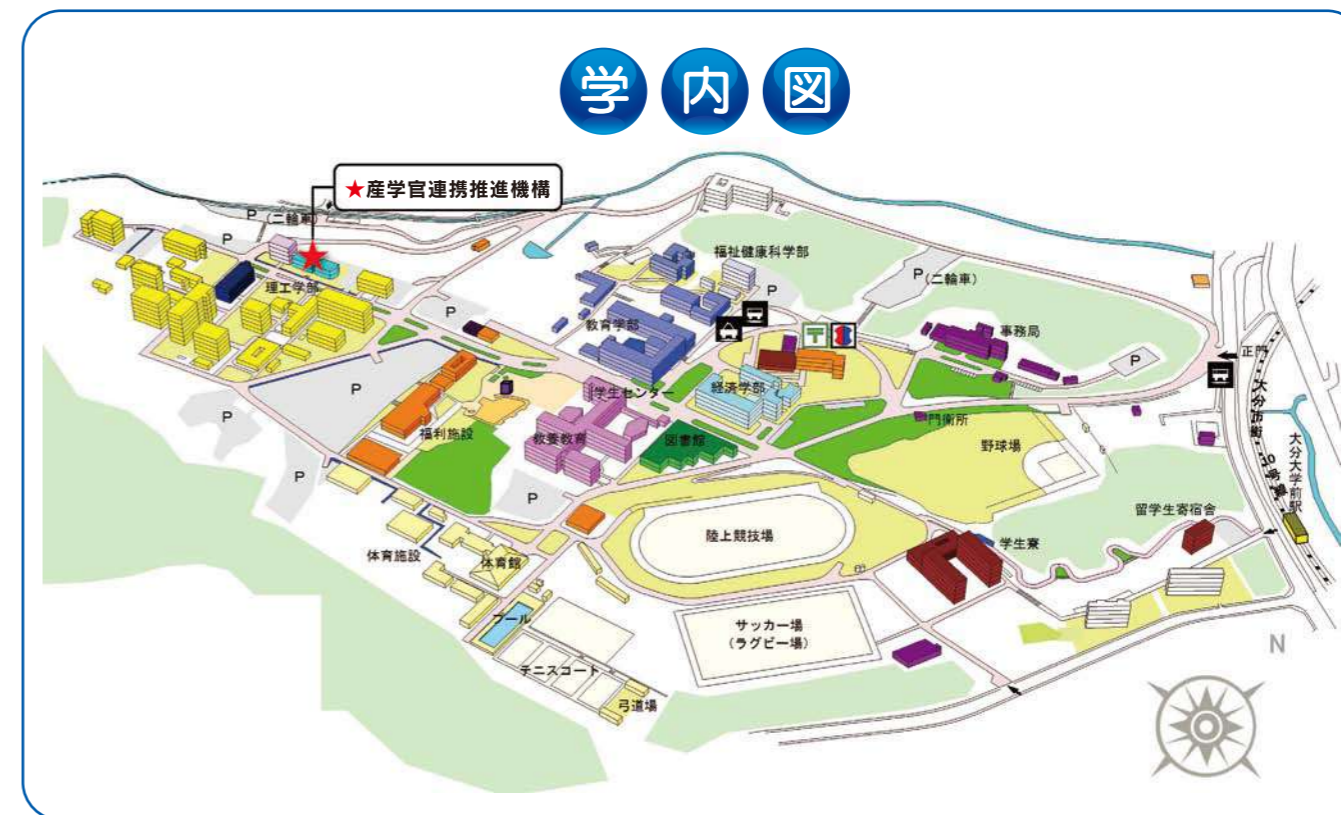 学内図
★産学官連携推進機構
P(二輪車)
P
理工学部
福祉健康科学部
P
P(二輪車)
教育学部
P
〒
事務局
P
正門
大分大学前駅
P
学生センター
経済学部
福利施設
教養教育
図書館
門衛所
野球場
P
P
P
留学生寄宿舎
陸上競技場
学生寮
体育施設
体育館
プール
サッカー場
(ラグビー場)
テニスコート
弓道場
N